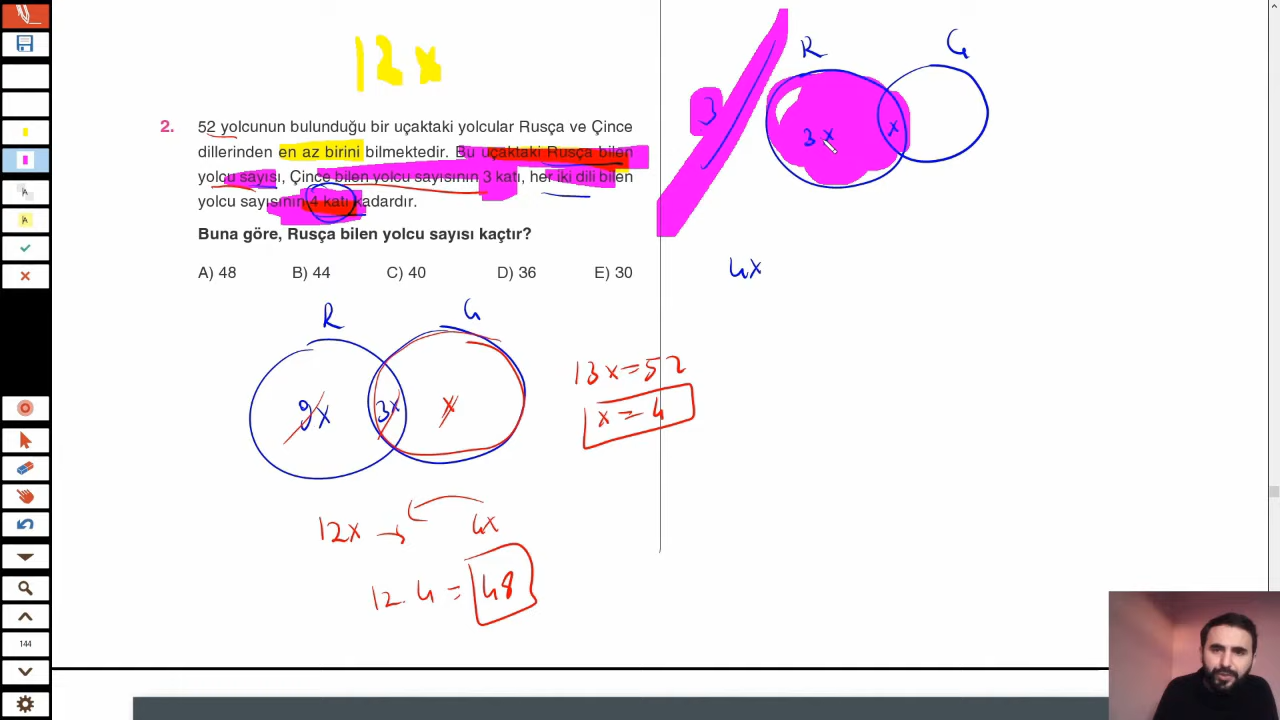 12x
2. 52 yolcunun bulunduğu bir uçaktaki yolcular Rusça ve Çince
dillerinden en az birini bilmektedir. Bu uçaktaki Rusça bilen
yolcu sayısı, Çince bilen yolcu sayısının 3 katı, her iki dili bilen
yolcu sayısının 4 katı kadardır.
Buna göre, Rusça bilen yolcu sayısı kaçtır?
A) 48 B) 44 C) 40 D) 36 E) 30
R Ç
9x 3x x
13x = 52
x = 4
12x 4x
12.4 = 48
3
R Ç
3x x
4x
A
A
144